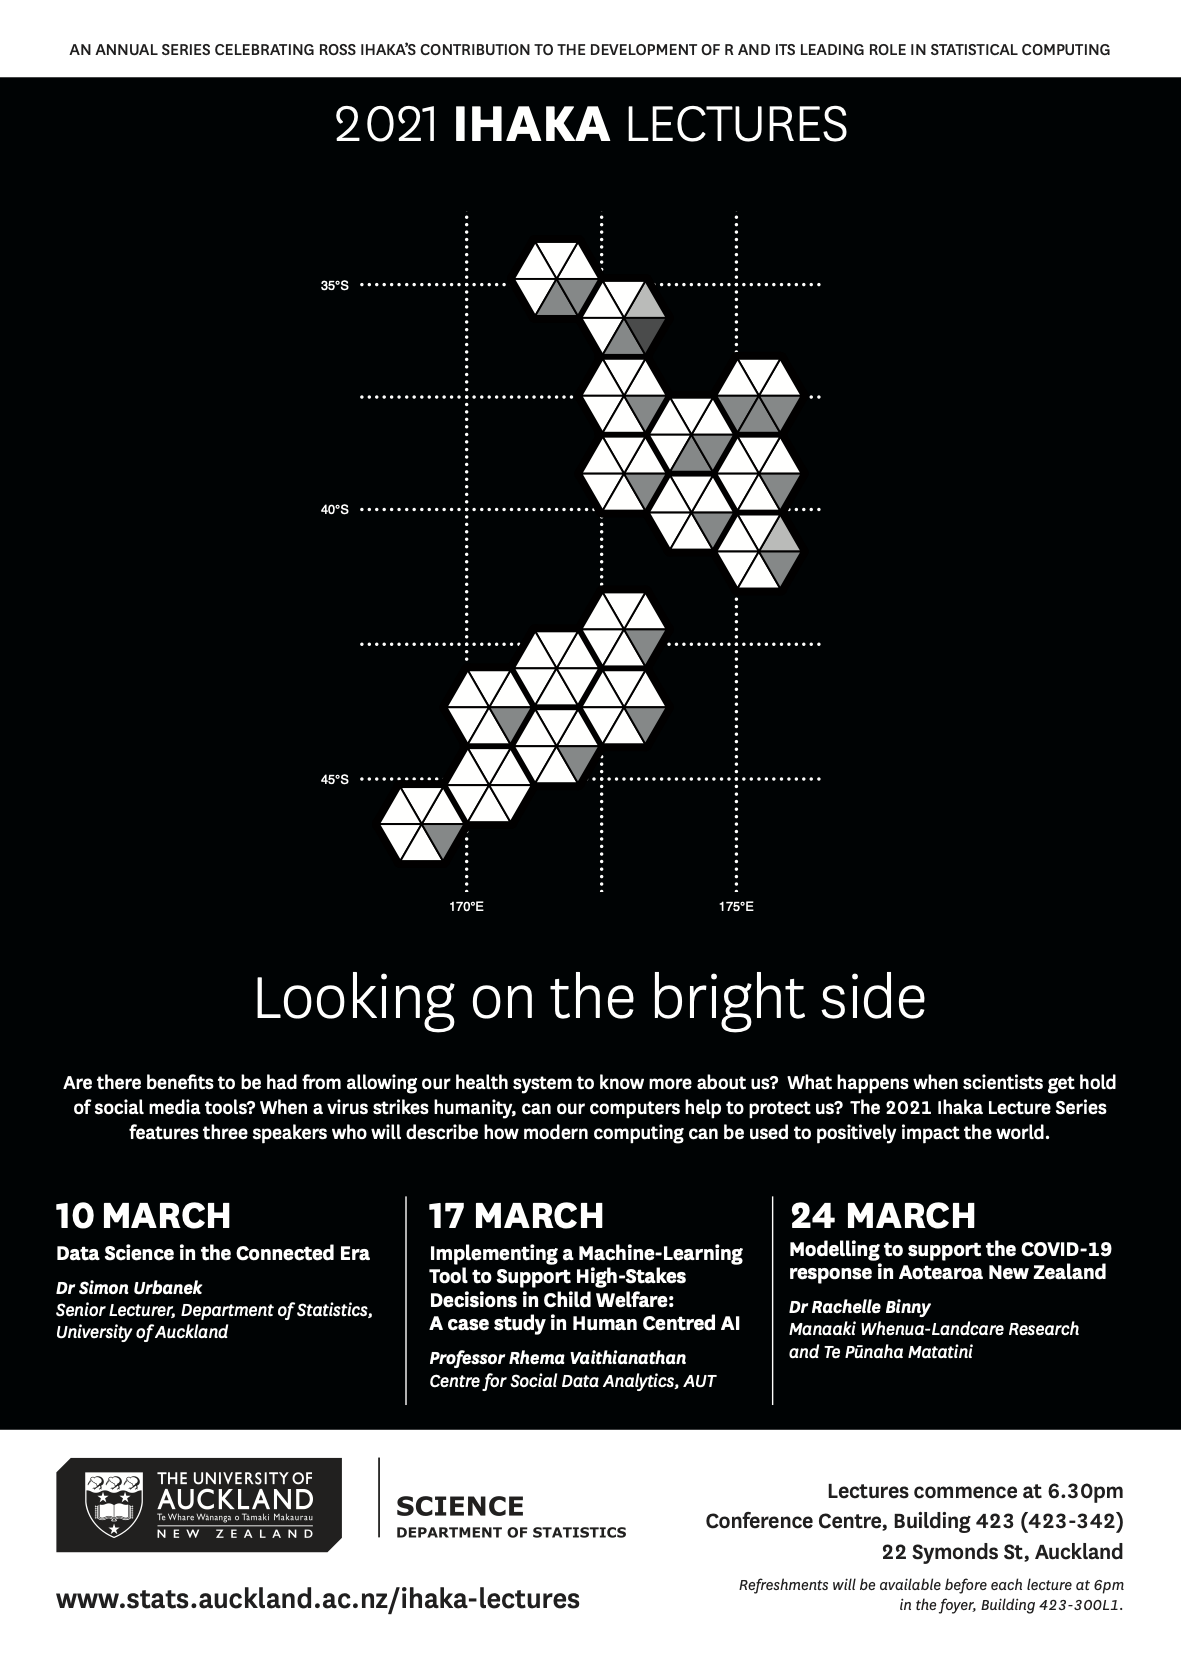 AN ANNUAL SERIES CELEBRATING ROSS IHAKA'S CONTRIBUTION TO THE DEVELOPMENT OF R AND ITS LEADING ROLE IN STATISTICAL COMPUTING
2021 IHAKA LECTURES
35°S
40°S
45°S
170°E
175°E
Looking on the bright side
Are there benefits to be had from allowing our health system to know more about us? What happens when scientists get hold
of social media tools? When a virus strikes humanity, can our computers help to protect us? The 2021 Ihaka Lecture Series
features three speakers who will describe how modern computing can be used to positively impact the world.
10 MARCH
Data Science in the Connected Era
Dr Simon Urbanek
Senior Lecturer, Department of Statistics,
University of Auckland
17 MARCH
Implementing a Machine-Learning
Tool to Support High-Stakes
Decisions in Child Welfare:
A case study in Human Centred AI
Professor Rhema Vaithianathan
Centre for Social Data Analytics, AUT
24 MARCH
Modelling to support the COVID-19
response in Aotearoa New Zealand
Dr Rachelle Binny
Manaaki Whenua-Landcare Research
and Te Pūnaha Matatini
THE UNIVERSITY OF
AUCKLAND
Te Whare Wānanga o Tāmaki Makaurau
NEW ZEALAND
SCIENCE
DEPARTMENT OF STATISTICS
www.stats.auckland.ac.nz/ihaka-lectures
Lectures commence at 6.30pm
Conference Centre, Building 423 (423-342)
22 Symonds St, Auckland
Refreshments will be available before each lecture at 6pm
in the foyer, Building 423-300L1.